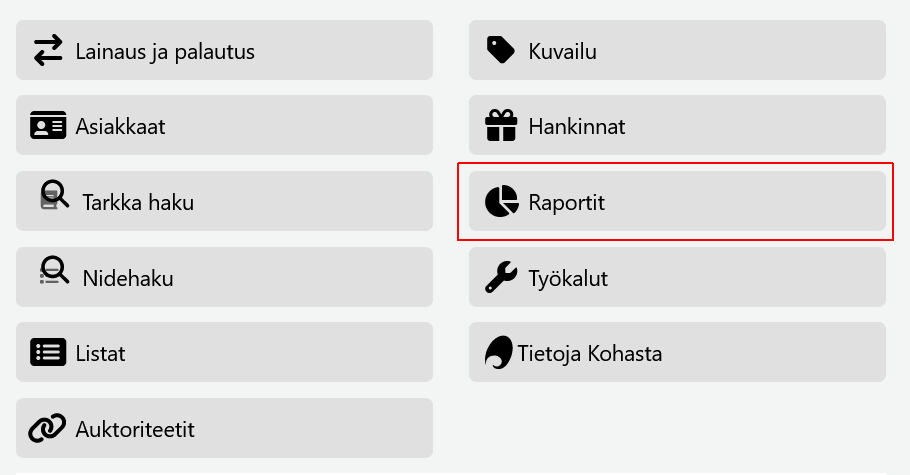 Lainaus ja palautus
Asiakkaat
Tarkka haku
Nidehaku
Listat
Auktoriteetit
Kuvailu
Hankinnat
Raportit
Työkalut
Tietoja Kohasta